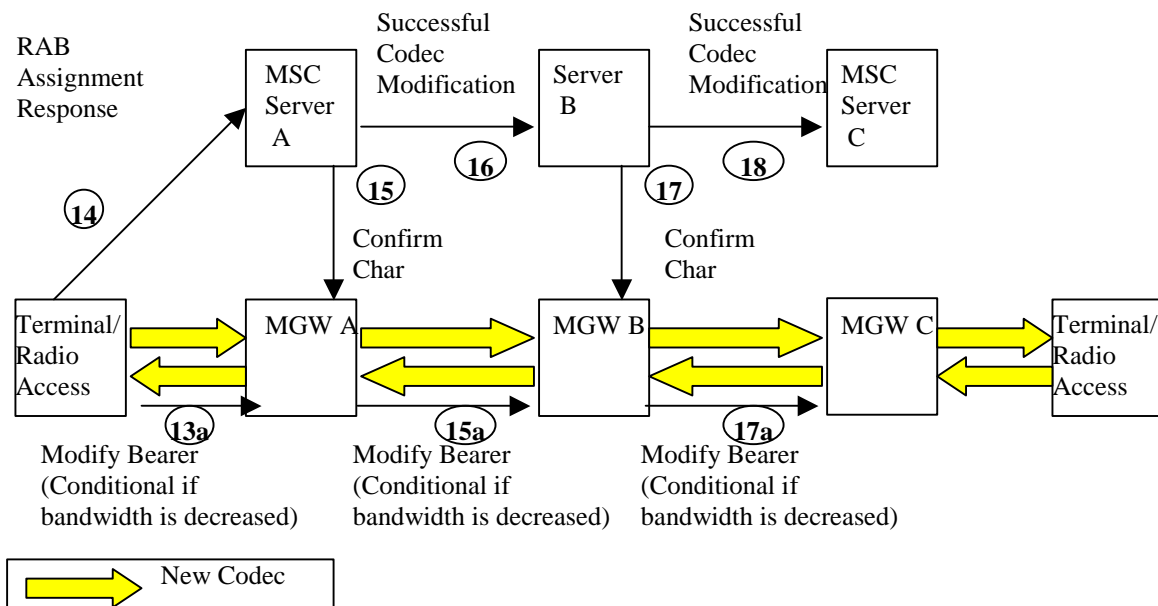 RAB
Assignment
Response
MSC
Server
A
Successful
Codec
Modification
Server
B
Successful
Codec
Modification
MSC
Server
C
14
15
16
17
18
Confirm
Char
Confirm
Char
Terminal/
Radio
Access
MGW A
MGW B
MGW C
Terminal/
Radio
Access
13a
15a
17a
Modify Bearer
(Conditional if
bandwidth is decreased)
Modify Bearer
(Conditional if
bandwidth is decreased)
Modify Bearer
(Conditional if
bandwidth is decreased)
New Codec